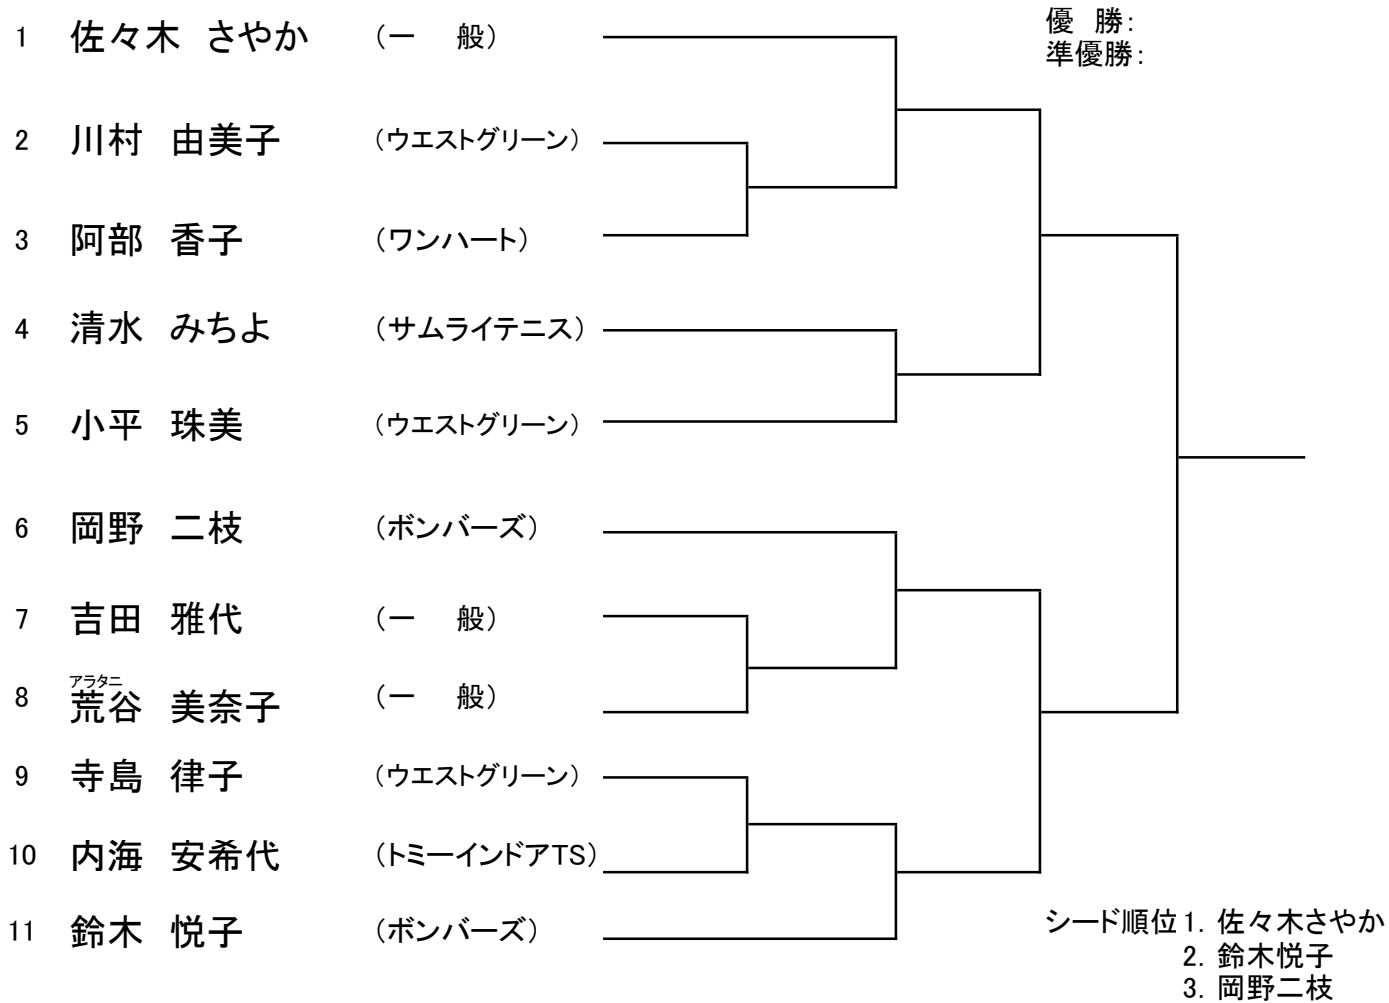 優 勝:
準優勝:
1 佐々木 さやか (一 般)
2 川村 由美子 (ウエストグリーン)
3 阿部 香子 (ワンハート)
4 清水 みちよ (サムライテニス)
5 小平 珠美 (ウエストグリーン)
6 岡野 二枝 (ボンバーズ)
7 吉田 雅代 (一 般)
アラタニ
8 荒谷 美奈子 (一 般)
9 寺島 律子 (ウエストグリーン)
10 内海 安希代 (トミーインドアTS)
11 鈴木 悦子 (ボンバーズ)
シード順位 1. 佐々木さやか
2. 鈴木悦子
3. 岡野二枝